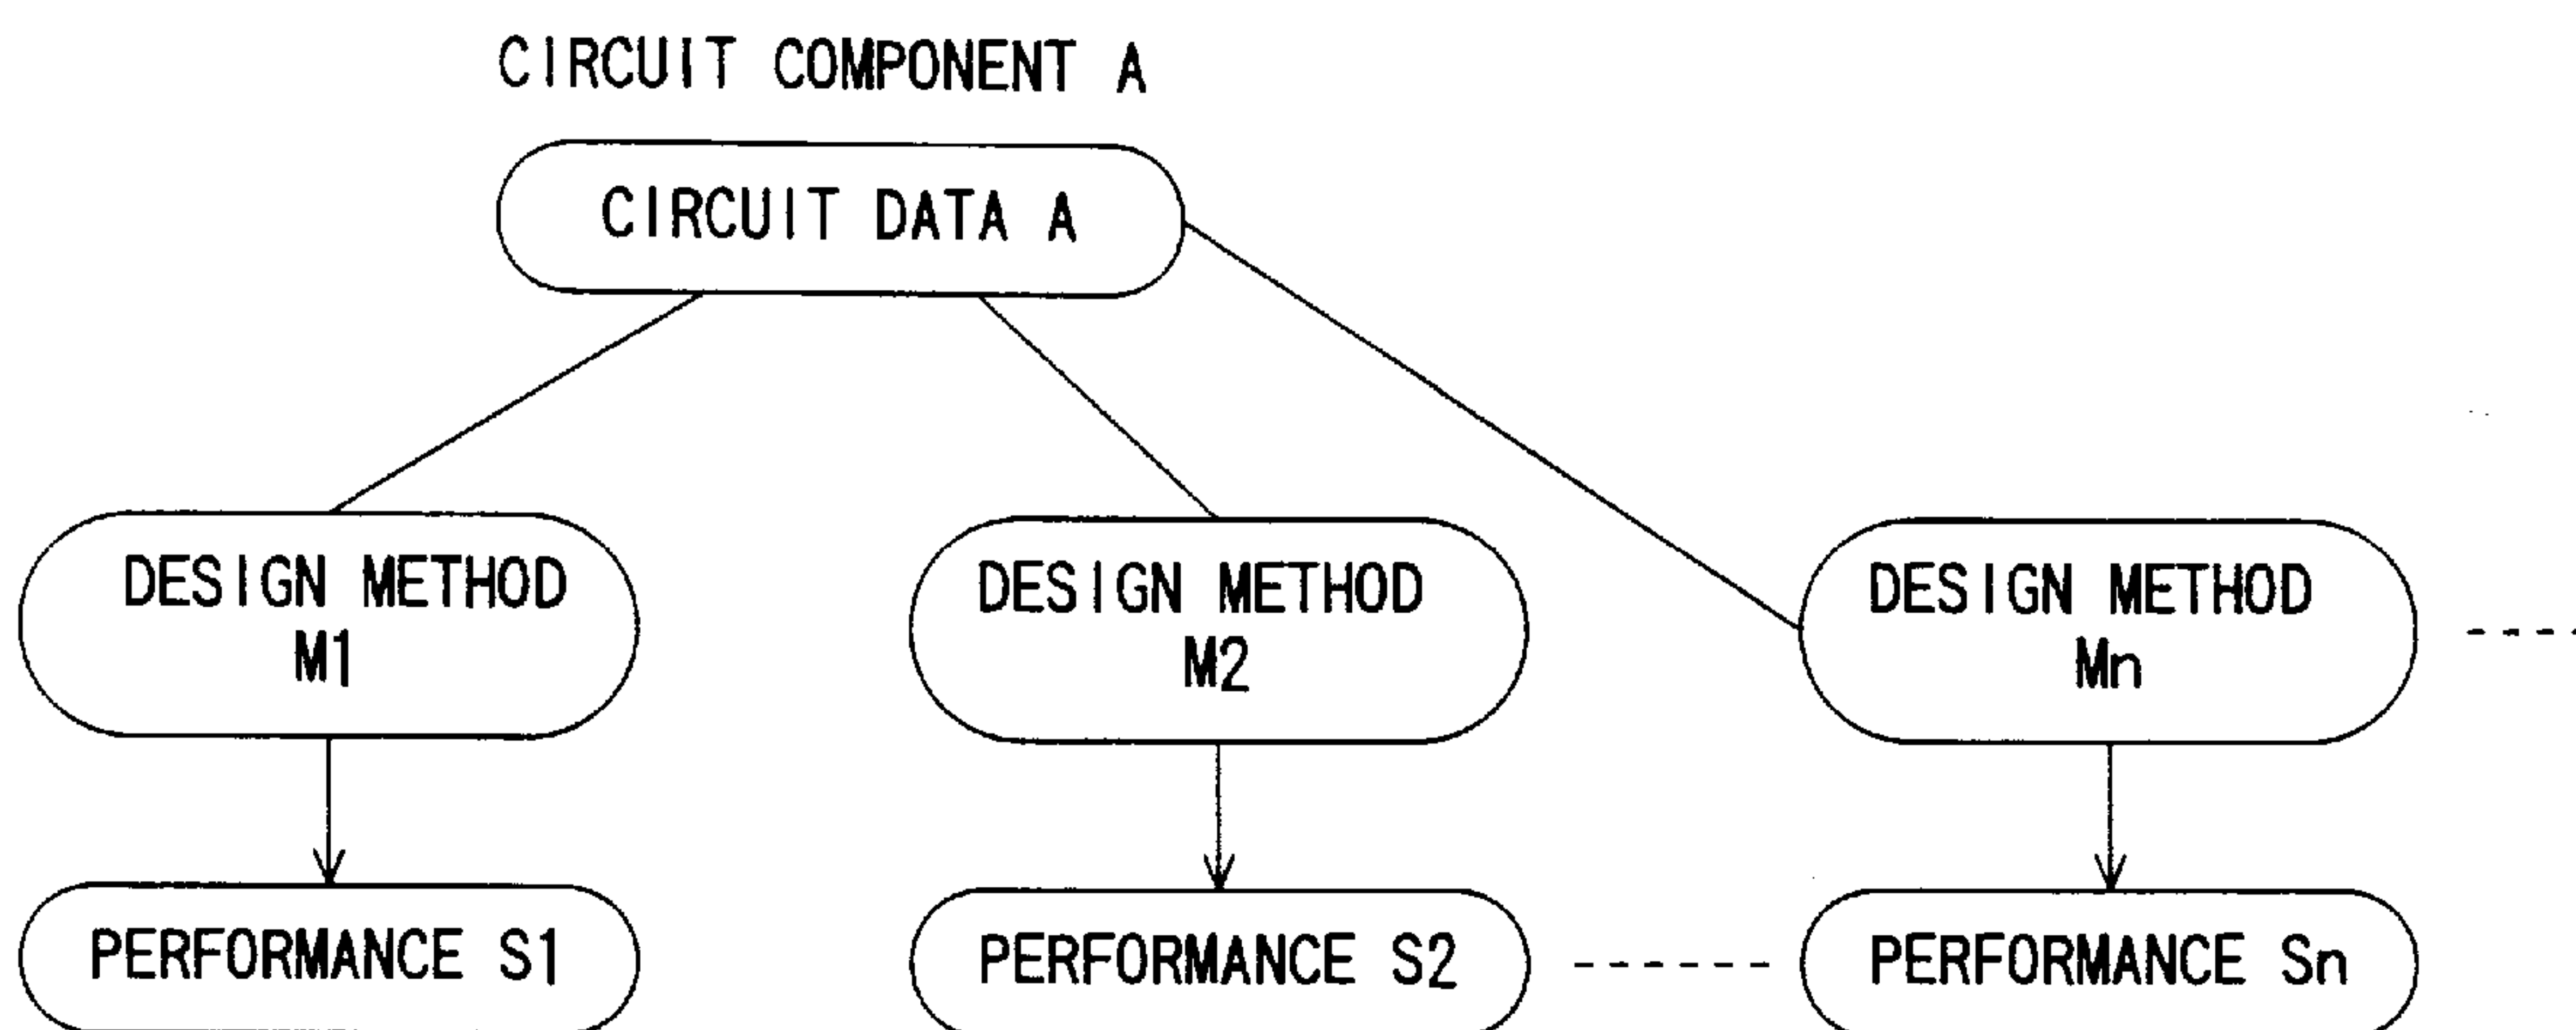 CIRCUIT COMPONENT A
CIRCUIT DATA A
DESIGN METHOD
M1
DESIGN METHOD
M2
DESIGN METHOD
Mn
PERFORMANCE S1
PERFORMANCE S2
PERFORMANCE Sn